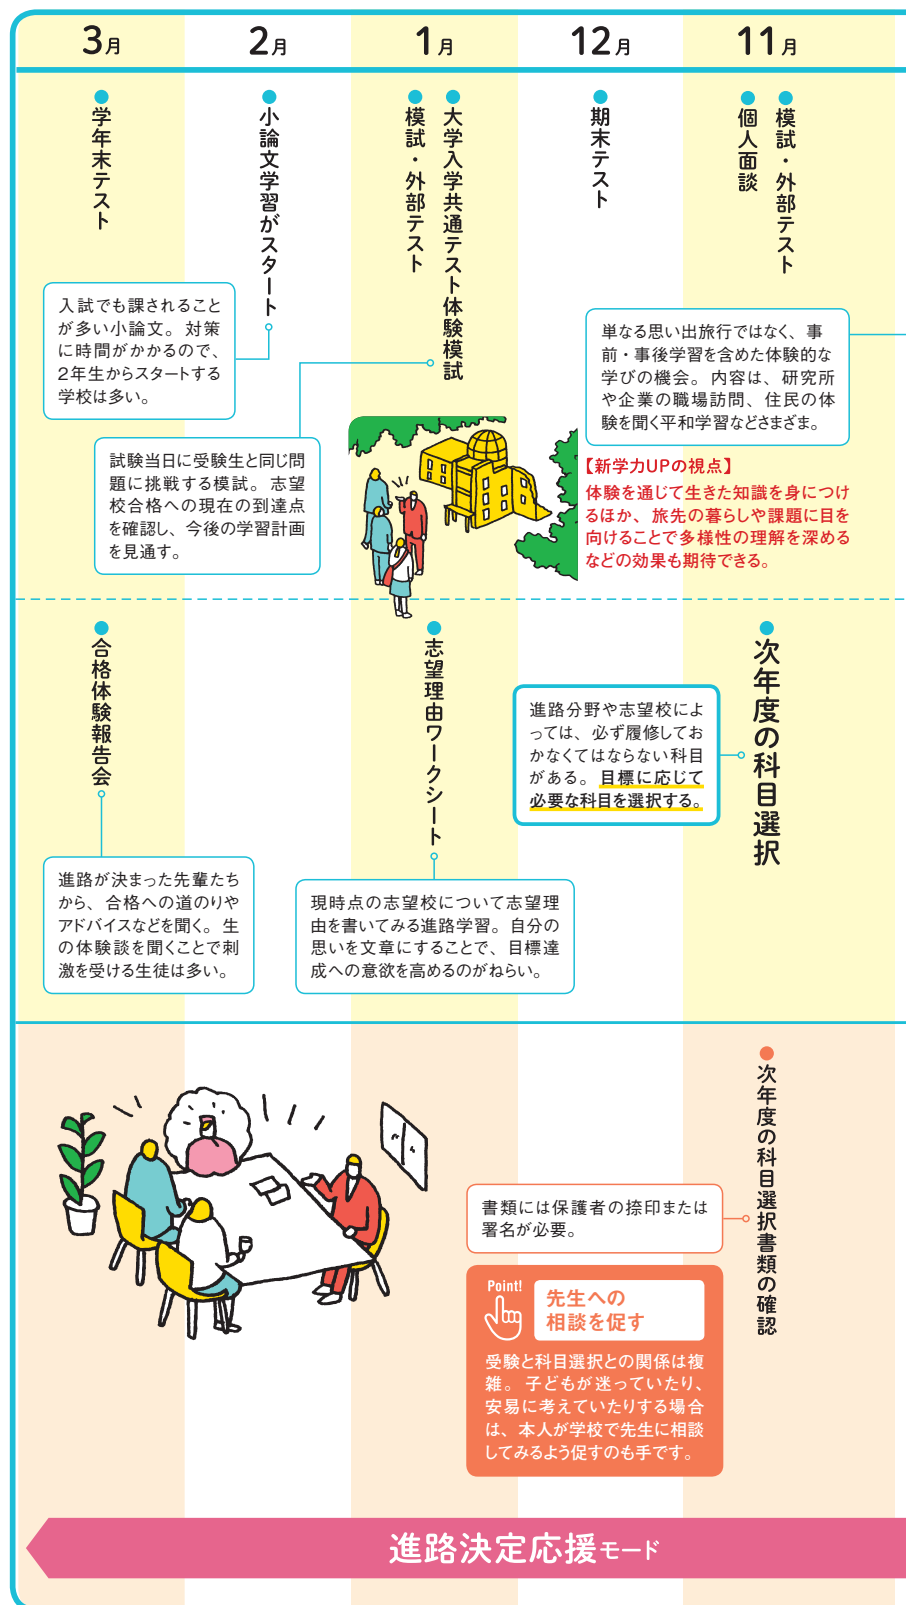 11月
12月
1月
2月
3月
模試・外部テスト
個人面談
単なる思い出旅行ではなく、事
前・事後学習を含めた体験的な
学びの機会。内容は、研究所
や企業の職場訪問、住民の体
験を聞く平和学習などさまざま。
【新学力UPの視点】
体験を通じて生きた知識を身につけ
るほか、旅先の暮らしや課題に目を
向けることで多様性の理解を深める
などの効果も期待できる。
期末テスト
大学入学共通テスト体験模試
模試・外部テスト
試験当日に受験生と同じ問
題に挑戦する模試。志望
校合格への現在の到達点
を確認し、今後の学習計画
を見通す。
小論文学習がスタート
入試でも課されること
が多い小論文。対策
に時間がかかるので、
2年生からスタートする
学校は多い。
学年末テスト
次年度の科目選択
進路分野や志望校によ
っては、必ず履修してお
かなくてはならない科目
がある。目標に応じて
必要な科目を選択する。
志望理由ワークシート
現時点の志望校について志望理
由を書いてみる進路学習。自分の
思いを文章にすることで、目標達
成への意欲を高めるのがねらい。
合格体験報告会
進路が決まった先輩たち
から、合格への道のりや
アドバイスなどを聞く。生
の体験談を聞くことで刺
激を受ける生徒は多い。
次年度の科目選択書類の確認
書類には保護者の捺印または
署名が必要。
Point!
先生への
相談を促す
受験と科目選択との関係は複
雑。子どもが迷っていたり、
安易に考えていたりする場合
は、本人が学校で先生に相談
してみるよう促すのも手です。
進路決定応援モード